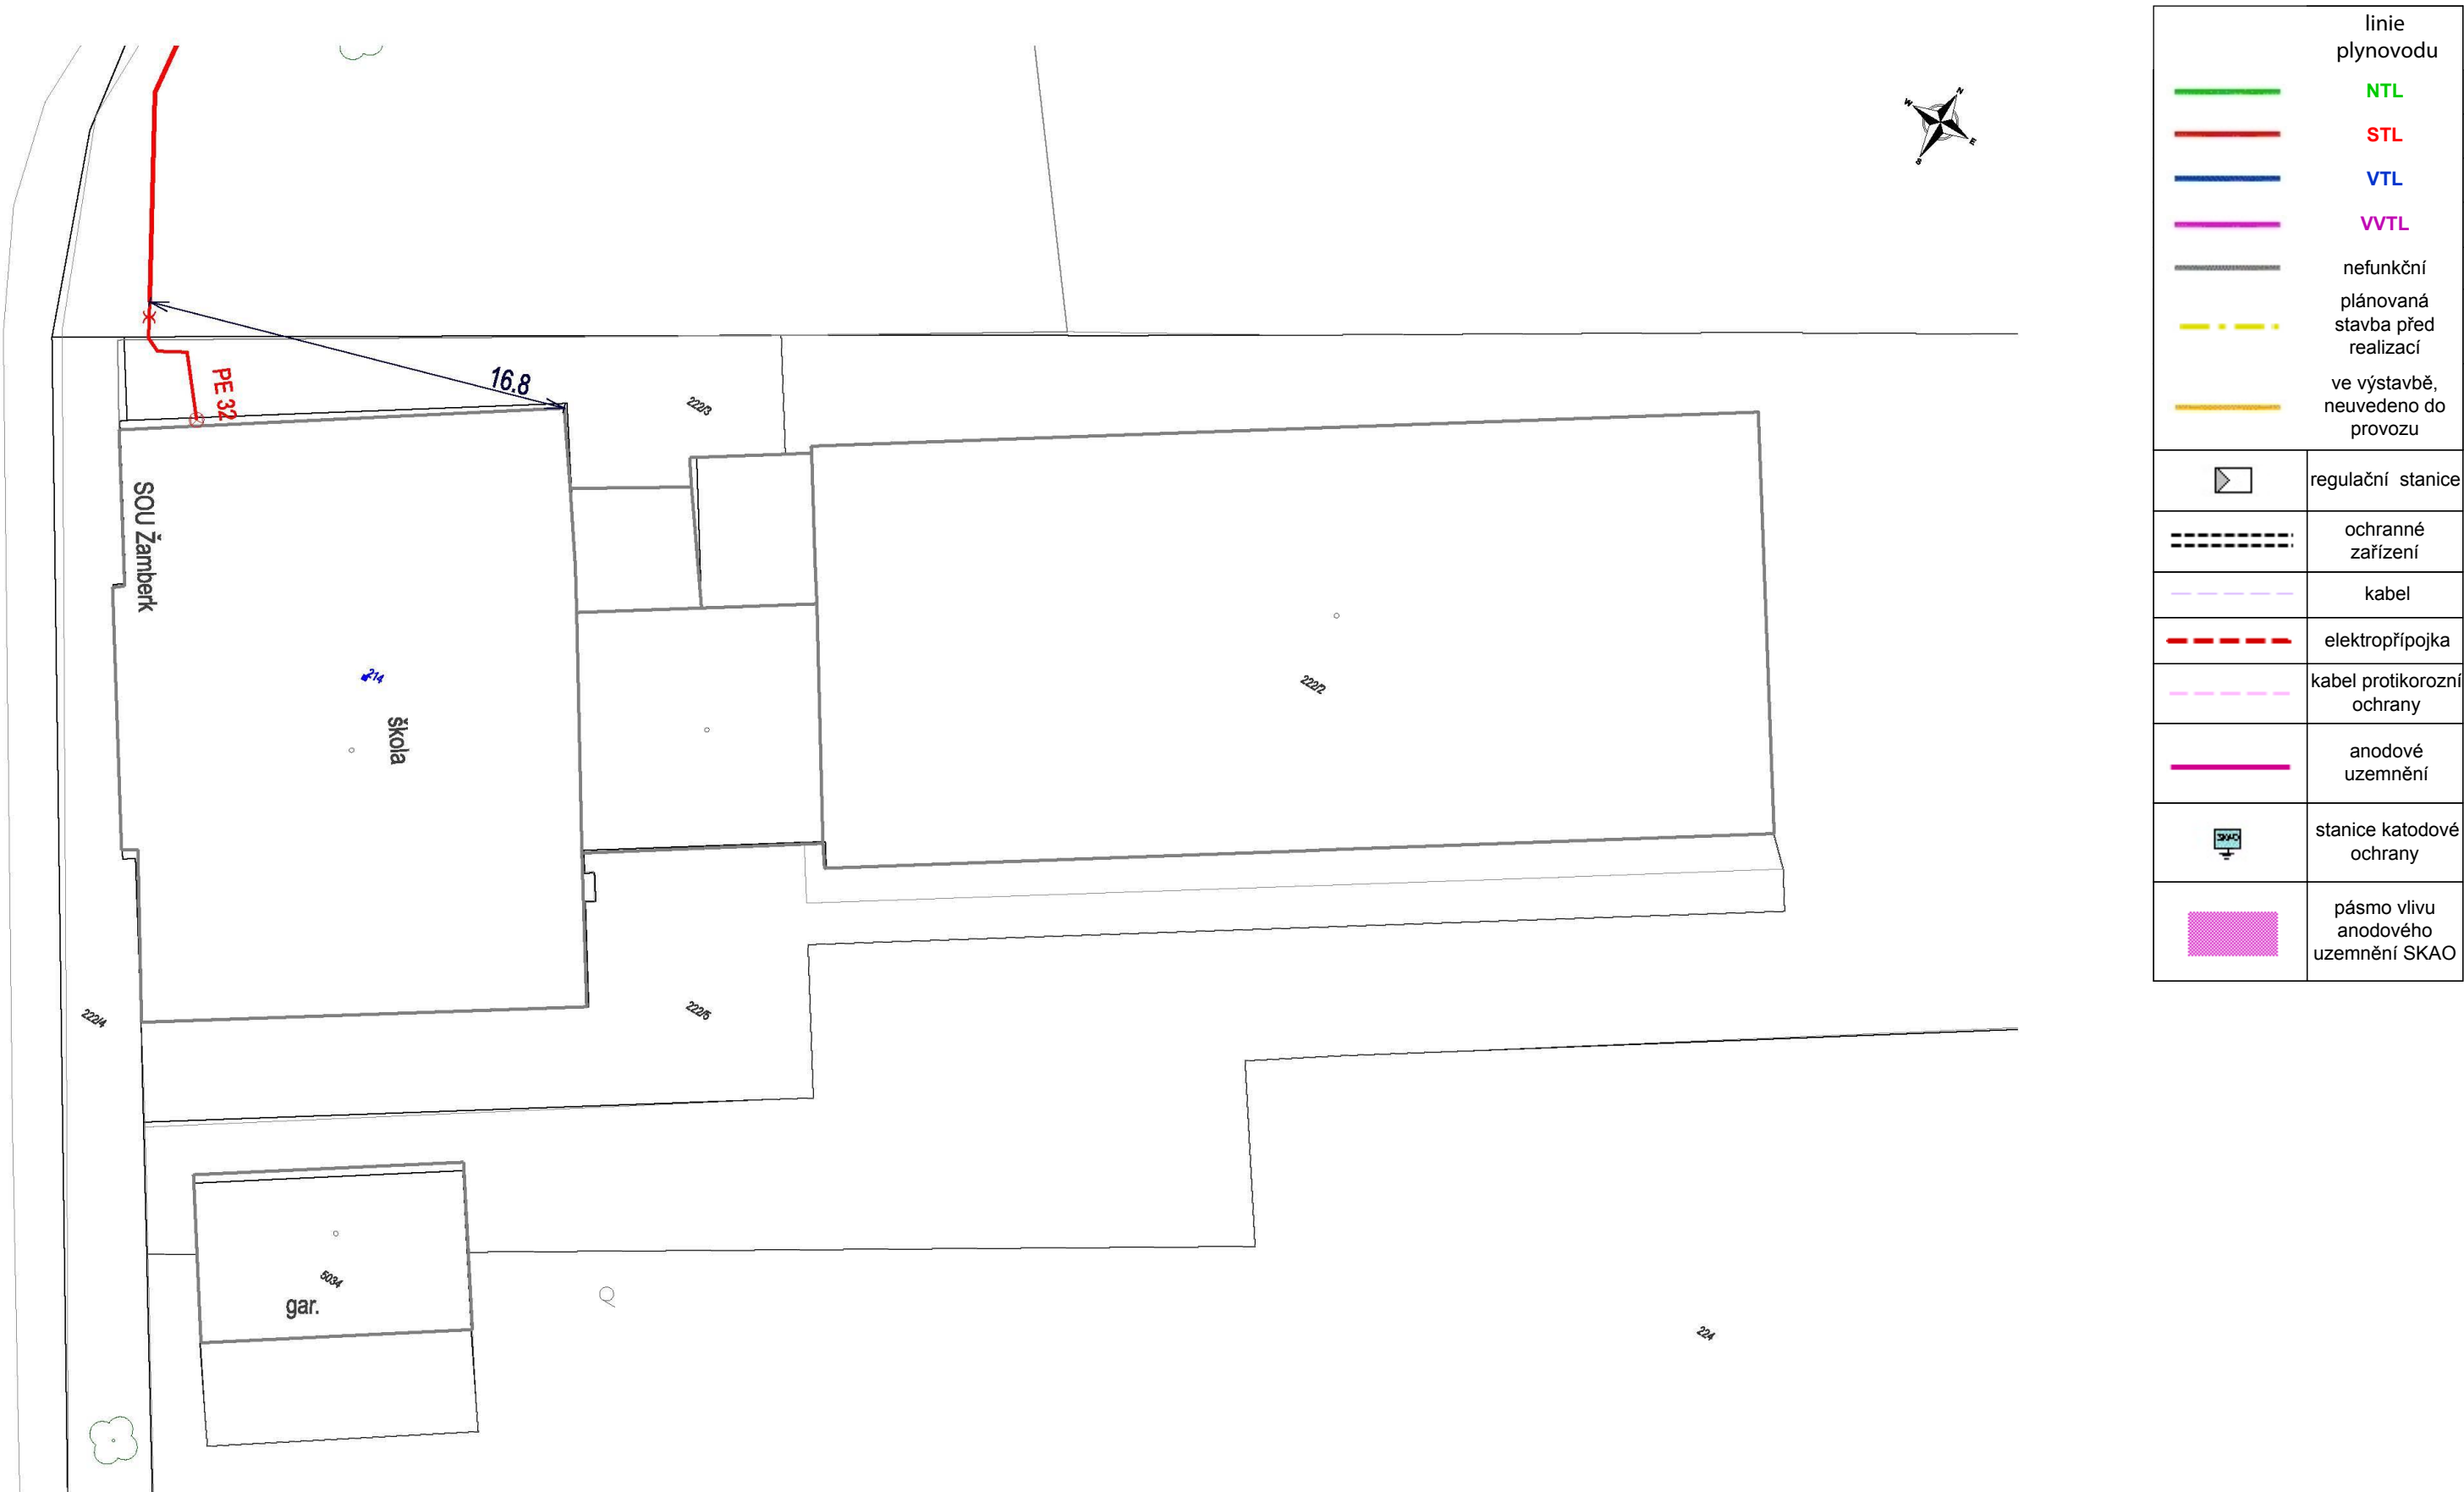 PE 32
16.8
222/3
SOU Žamberk
214
škola
222/2
222/4
222/5
5034
gar.
224
N
W
E
S
linie
plynovodu
NTL
STL
VTL
VVTL
nefunkční
plánovaná
stavba před
realizací
ve výstavbě,
neuvedeno do
provozu
regulační stanice
ochranné
zařízení
kabel
elektropřípojka
kabel protikorozní
ochrany
anodové
uzemnění
SKAO
stanice katodové
ochrany
pásmo vlivu
anodového
uzemnění SKAO